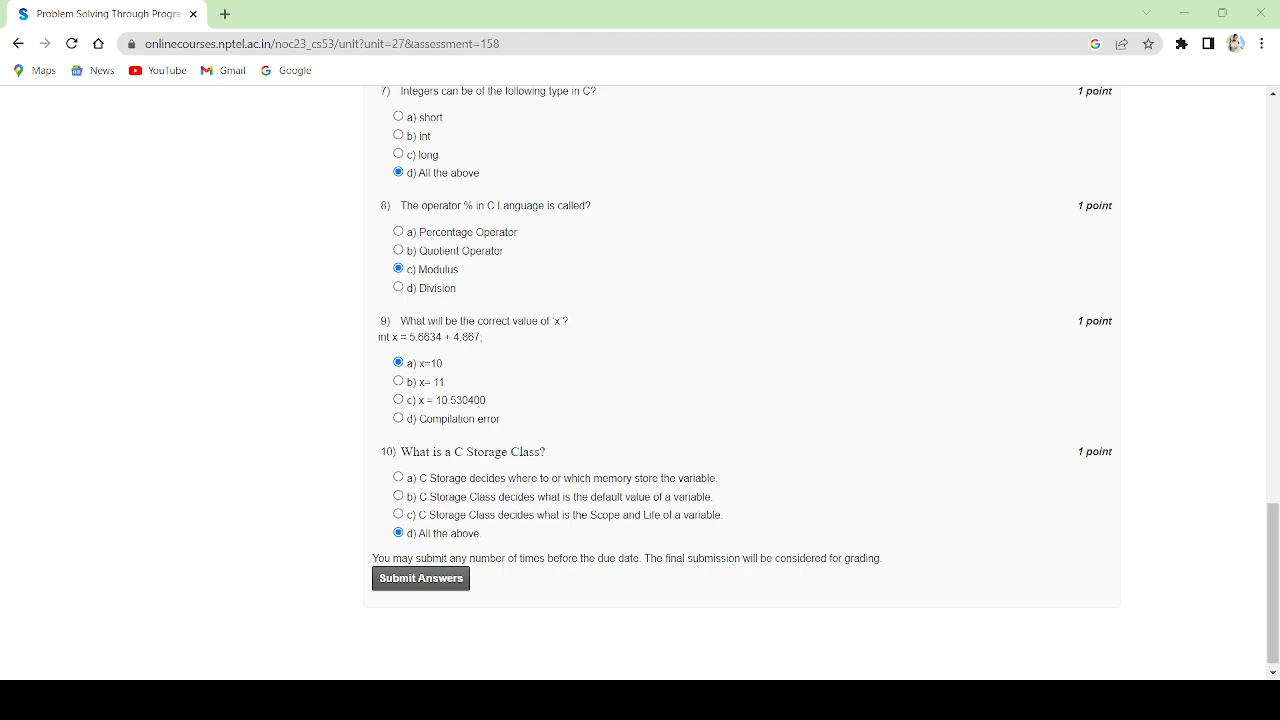 Problem Solving Through Progra
onlinecourses.nptel.ac.in/noc23_cs53/unit?unit=27&assessment=158
Maps News YouTube Gmail Google
7) Integers can be of the following type in C? 1 point
a) short
b) int
c) long
d) All the above
8) The operator % in C Language is called? 1 point
a) Percentage Operator
b) Quotient Operator
c) Modulus
d) Division
9) What will be the correct value of 'x'? 1 point
int x = 5.6634 + 4.867;
a) x=10
b) x= 11
c) x = 10.530400
d) Compilation error
10) What is a C Storage Class? 1 point
a) C Storage decides where to or which memory store the variable.
b) C Storage Class decides what is the default value of a variable.
c) C Storage Class decides what is the Scope and Life of a variable.
d) All the above.
You may submit any number of times before the due date. The final submission will be considered for grading.
Submit Answers